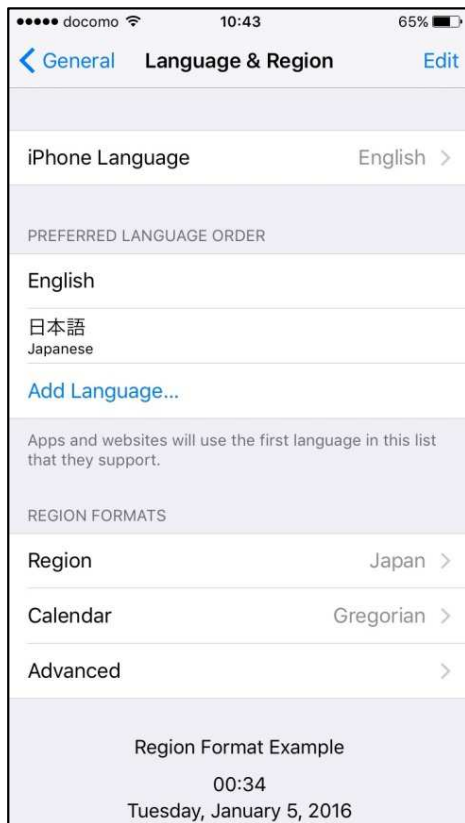 docomo 10:43 65%
General Language & Region Edit
iPhone Language English
PREFERRED LANGUAGE ORDER
English
日本語
Japanese
Add Language...
Apps and websites will use the first language in this list
that they support.
REGION FORMATS
Region Japan
Calendar Gregorian
Advanced
Region Format Example
00:34
Tuesday, January 5, 2016